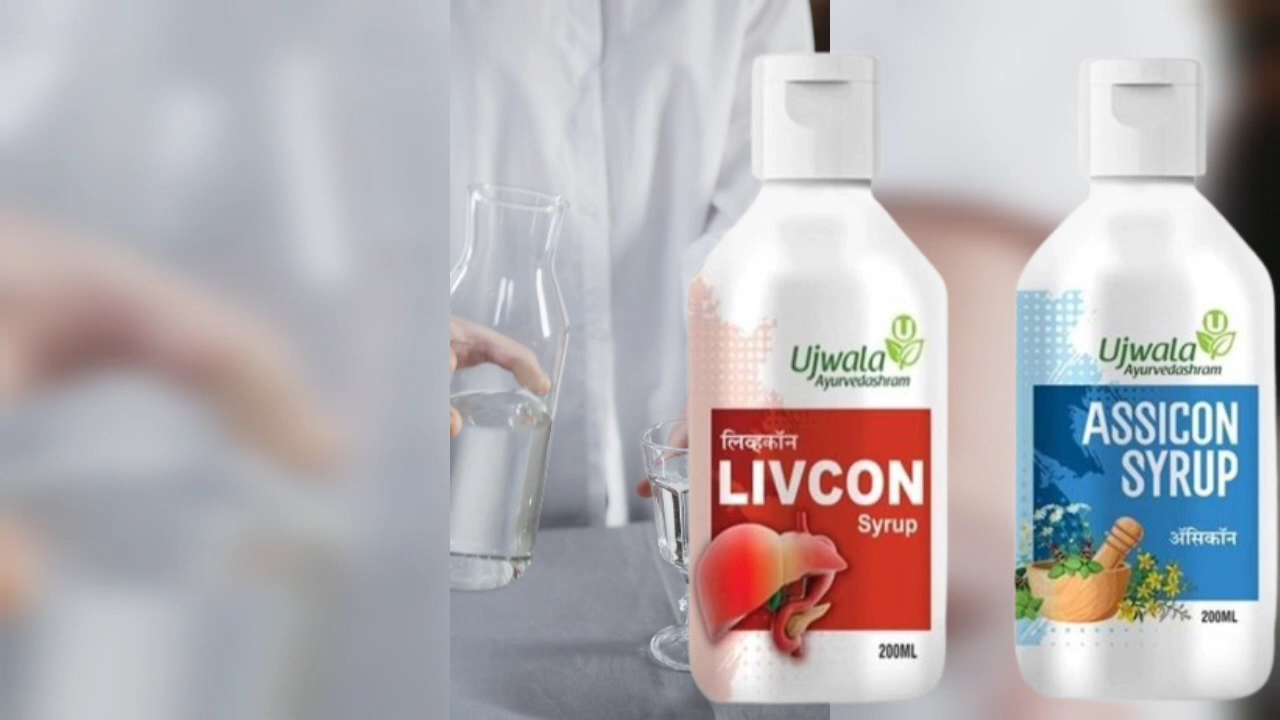 Ujwala
Ayurvedashram
लिव्हकॉन
LIVCON
Syrup
200ML
Ujwala
Ayurvedashram
ASSICON
SYRUP
ॲसिकॉन
200ML